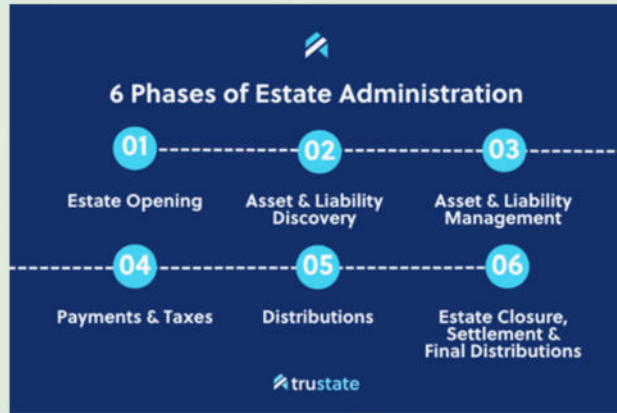 6 Phases of Estate Administration
01
02
03
Estate Opening
Asset & Liability
Discovery
Asset & Liability
Management
04
05
06
Payments & Taxes
Distributions
Estate Closure,
Settlement &
Final Distributions
trustate